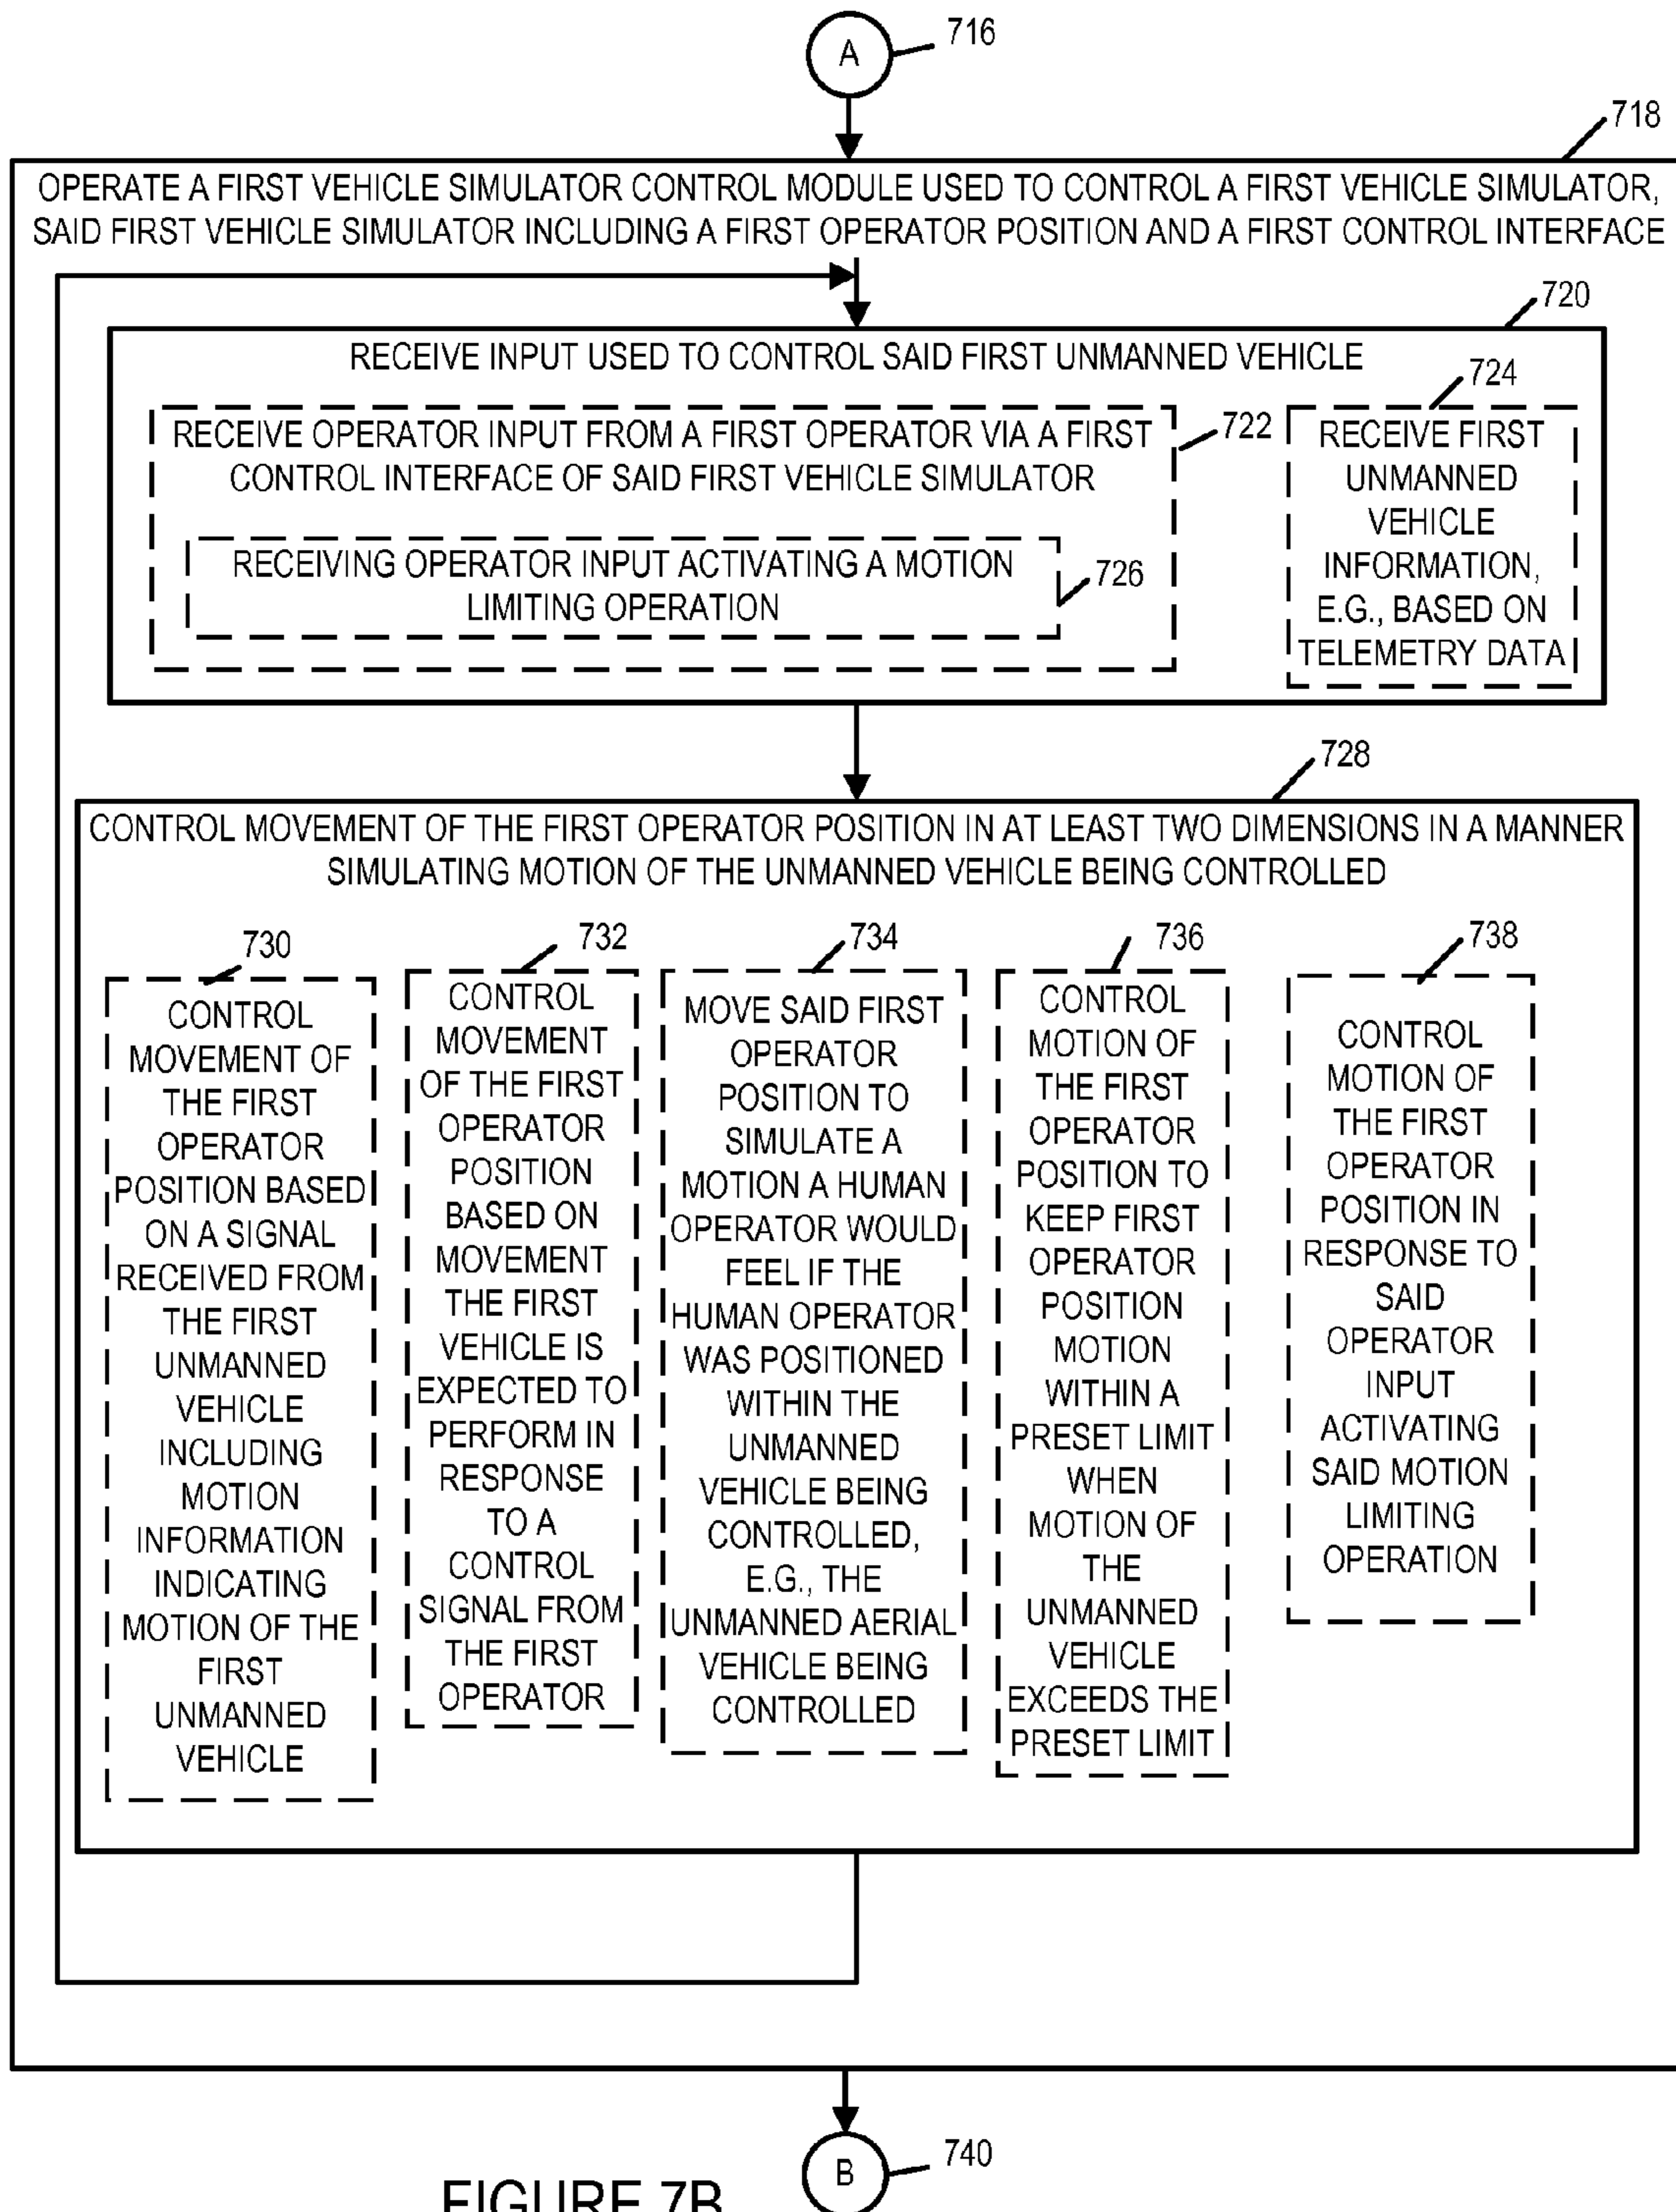 A
716
718
OPERATE A FIRST VEHICLE SIMULATOR CONTROL MODULE USED TO CONTROL A FIRST VEHICLE SIMULATOR,
SAID FIRST VEHICLE SIMULATOR INCLUDING A FIRST OPERATOR POSITION AND A FIRST CONTROL INTERFACE
720
RECEIVE INPUT USED TO CONTROL SAID FIRST UNMANNED VEHICLE
722
RECEIVE OPERATOR INPUT FROM A FIRST OPERATOR VIA A FIRST
CONTROL INTERFACE OF SAID FIRST VEHICLE SIMULATOR
726
RECEIVING OPERATOR INPUT ACTIVATING A MOTION
LIMITING OPERATION
724
RECEIVE FIRST
UNMANNED
VEHICLE
INFORMATION,
E.G., BASED ON
TELEMETRY DATA
728
CONTROL MOVEMENT OF THE FIRST OPERATOR POSITION IN AT LEAST TWO DIMENSIONS IN A MANNER
SIMULATING MOTION OF THE UNMANNED VEHICLE BEING CONTROLLED
730
CONTROL
MOVEMENT OF
THE FIRST
OPERATOR
POSITION BASED
ON A SIGNAL
RECEIVED FROM
THE FIRST
UNMANNED
VEHICLE
INCLUDING
MOTION
INFORMATION
INDICATING
MOTION OF THE
FIRST
UNMANNED
VEHICLE
732
CONTROL
MOVEMENT
OF THE FIRST
OPERATOR
POSITION
BASED ON
MOVEMENT
THE FIRST
VEHICLE IS
EXPECTED TO
PERFORM IN
RESPONSE
TO A
CONTROL
SIGNAL FROM
THE FIRST
OPERATOR
734
MOVE SAID FIRST
OPERATOR
POSITION TO
SIMULATE A
MOTION A HUMAN
OPERATOR WOULD
FEEL IF THE
HUMAN OPERATOR
WAS POSITIONED
WITHIN THE
UNMANNED
VEHICLE BEING
CONTROLLED,
E.G., THE
UNMANNED AERIAL
VEHICLE BEING
CONTROLLED
736
CONTROL
MOTION OF
THE FIRST
OPERATOR
POSITION TO
KEEP FIRST
OPERATOR
POSITION
MOTION
WITHIN A
PRESET LIMIT
WHEN
MOTION OF
THE
UNMANNED
VEHICLE
EXCEEDS THE
PRESET LIMIT
738
CONTROL
MOTION OF
THE FIRST
OPERATOR
POSITION IN
RESPONSE TO
SAID
OPERATOR
INPUT
ACTIVATING
SAID MOTION
LIMITING
OPERATION
B
740
FIGURE 7B